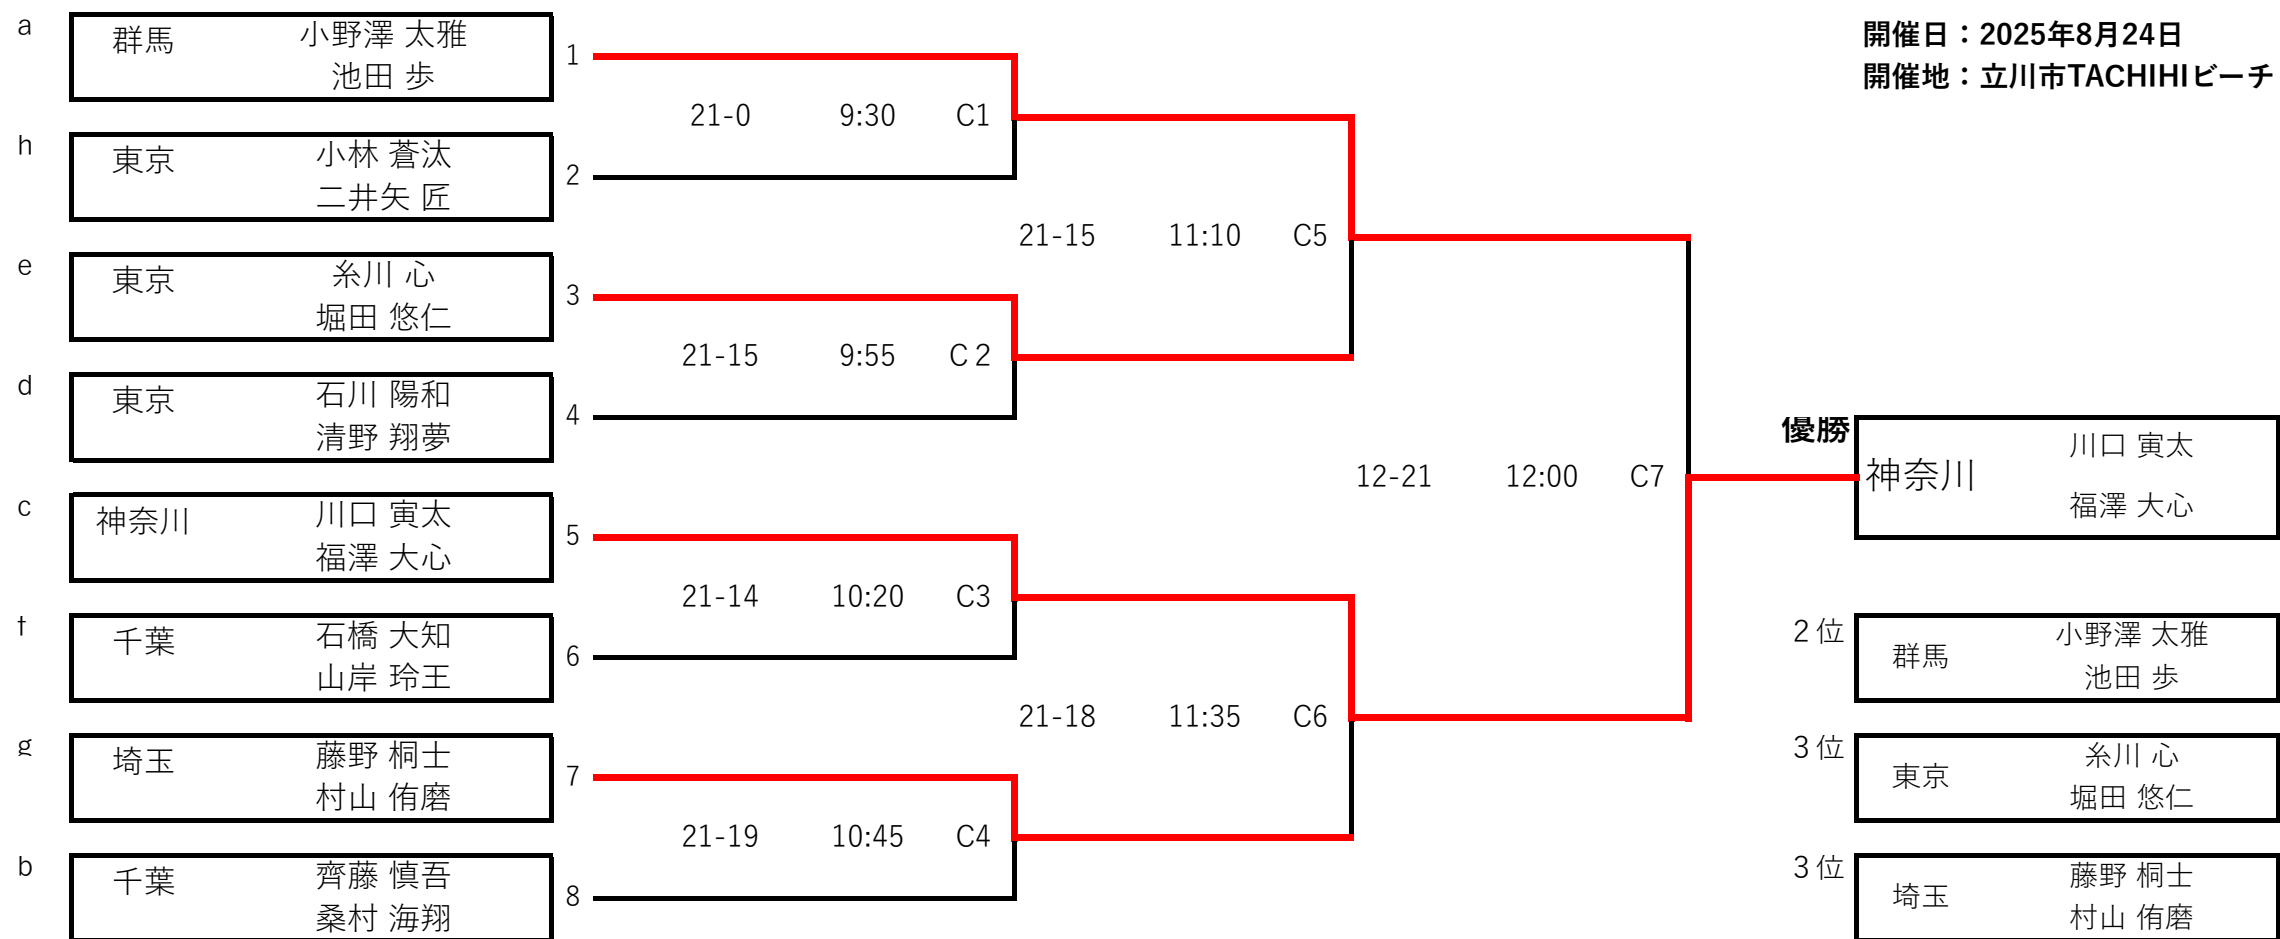 開催日：2025年8月24日
開催地：立川市TACHIHIビーチ
a 群馬 小野澤 太雅
池田 歩
1
21-0 9:30 C1
h 東京 小林 蒼汰
二井矢 匠
2
21-15 11:10 C5
e 東京 糸川 心
堀田 悠仁
3
21-15 9:55 C 2
d 東京 石川 陽和
清野 翔夢
4
12-21 12:00 C7
優勝 神奈川 川口 寅太
福澤 大心
c 神奈川 川口 寅太
福澤 大心
5
21-14 10:20 C3
f 千葉 石橋 大知
山岸 玲王
6
21-18 11:35 C6
2位 群馬 小野澤 太雅
池田 歩
g 埼玉 藤野 桐士
村山 侑磨
7
21-19 10:45 C4
3位 東京 糸川 心
堀田 悠仁
b 千葉 齊藤 慎吾
桑村 海翔
8
3位 埼玉 藤野 桐士
村山 侑磨